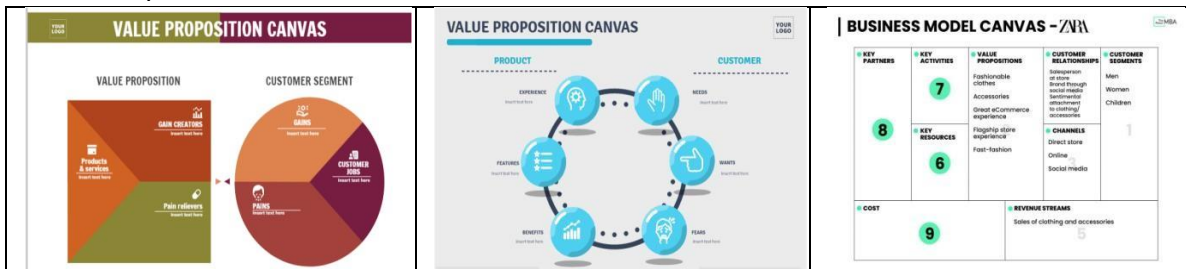 YOUR
LOGO
VALUE PROPOSITION CANVAS
VALUE PROPOSITION
CUSTOMER SEGMENT
GAIN CREATORS
Insert text here
Products
& services
Insert text here
Pain relievers
Insert text here
GAINS
Insert text here
CUSTOMER
JOBS
Insert text here
PAINS
Insert text here
VALUE PROPOSITION CANVAS
YOUR
LOGO
PRODUCT
CUSTOMER
EXPERIENCE
Insert text here
NEEDS
Insert text here
FEATURES
Insert text here
WANTS
Insert text here
BENEFITS
Insert text here
FEARS
Insert text here
BUSINESS MODEL CANVAS - ZARA
MBA
KEY
PARTNERS
8
KEY
ACTIVITIES
7
KEY
RESOURCES
6
VALUE
PROPOSITIONS
Fashionable
clothes
Accessories
Great eCommerce
experience
Flagship store
experience
Fast-fashion
CUSTOMER
RELATIONSHIPS
Salesperson
at store
Brand through
social media
Sentimental
attachment
to clothing/
accessories
CHANNELS
Direct store
Online
Social media
3
CUSTOMER
SEGMENTS
Men
Women
Children
1
COST
9
REVENUE STREAMS
Sales of clothing and accessories
5